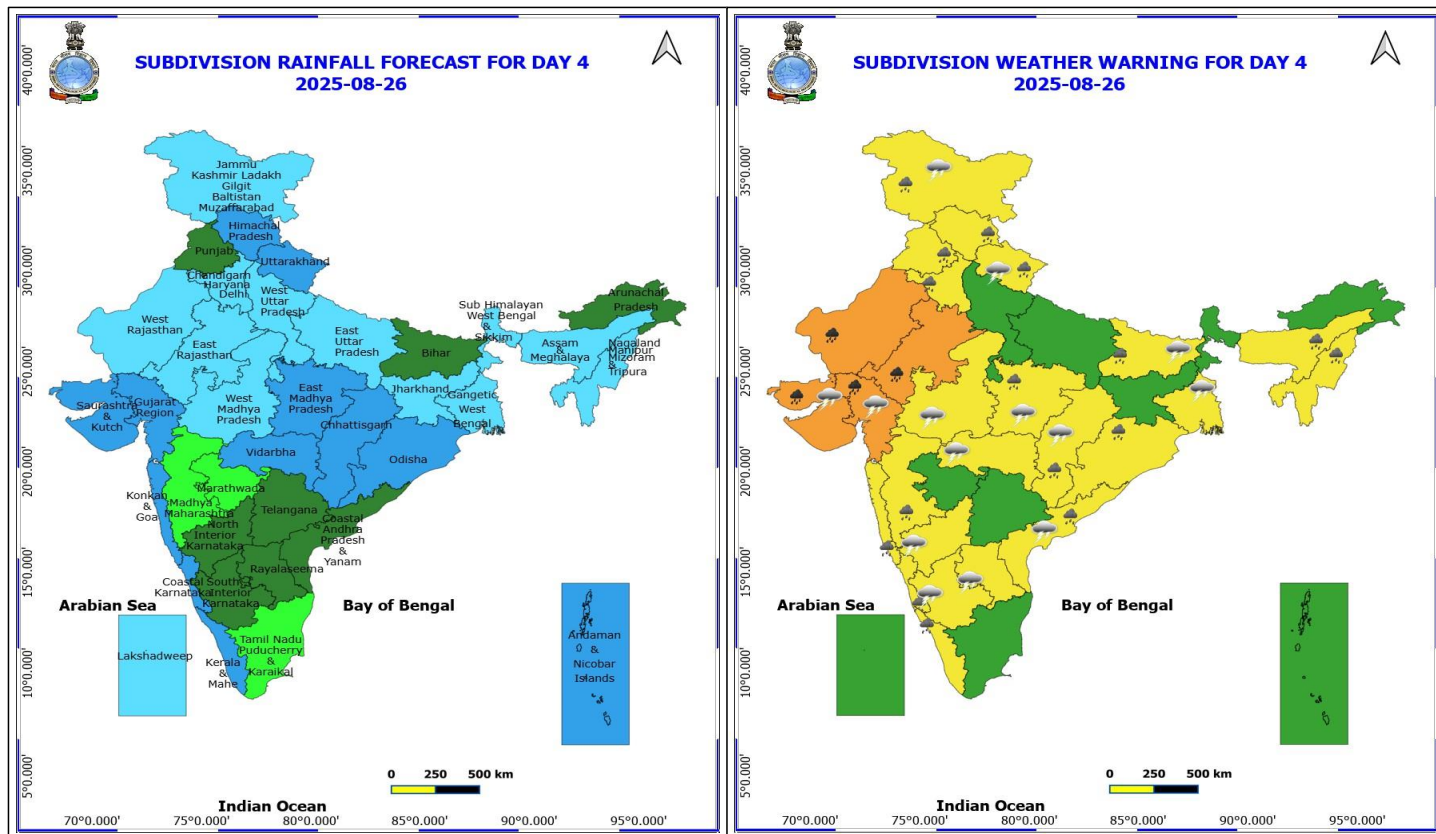 SUBDIVISION RAINFALL FORECAST FOR DAY 4
2025-08-26
40°0.000'
35°0.000'
30°0.000'
25°0.000'
20°0.000'
15°0.000'
10°0.000'
5°0.000'
Jammu
Kashmir Ladakh
Gilgit
Baltistan
Muzaffarabad
Himachal
Pradesh
Punjab
Uttarakhand
Chandigarh
Haryana
Delhi
West
Uttar
Pradesh
West
Rajasthan
East
Rajasthan
East
Uttar
Pradesh
Sub Himalayan
West Bengal
&
Sikkim
Arunachal
Pradesh
Assam
&
Meghalaya
Nagaland
Manipur
Mizoram
&
Tripura
Bihar
Jharkhand
Gangetic
West
Bengal
Saurashtra
&
Kutch
Gujarat
Region
West
Madhya
Pradesh
East
Madhya
Pradesh
Chhattisgarh
Vidarbha
Odisha
Konkan
&
Goa
Marathwada
Madhya
Maharashtra
North
Interior
Karnataka
Telangana
Coastal
Andhra
Pradesh
&
Yanam
Rayalaseema
Coastal
Karnataka
South
Interior
Karnataka
Arabian Sea
Bay of Bengal
Lakshadweep
Tamil Nadu
Puducherry
&
Karaikal
Kerala
&
Mahe
Andaman
&
Nicobar
Islands
0 250 500 km
Indian Ocean
70°0.000' 75°0.000' 80°0.000' 85°0.000' 90°0.000' 95°0.000'
SUBDIVISION WEATHER WARNING FOR DAY 4
2025-08-26
40°0.000'
35°0.000'
30°0.000'
25°0.000'
20°0.000'
15°0.000'
10°0.000'
5°0.000'
Arabian Sea
Bay of Bengal
0 250 500 km
Indian Ocean
70°0.000' 75°0.000' 80°0.000' 85°0.000' 90°0.000' 95°0.000'